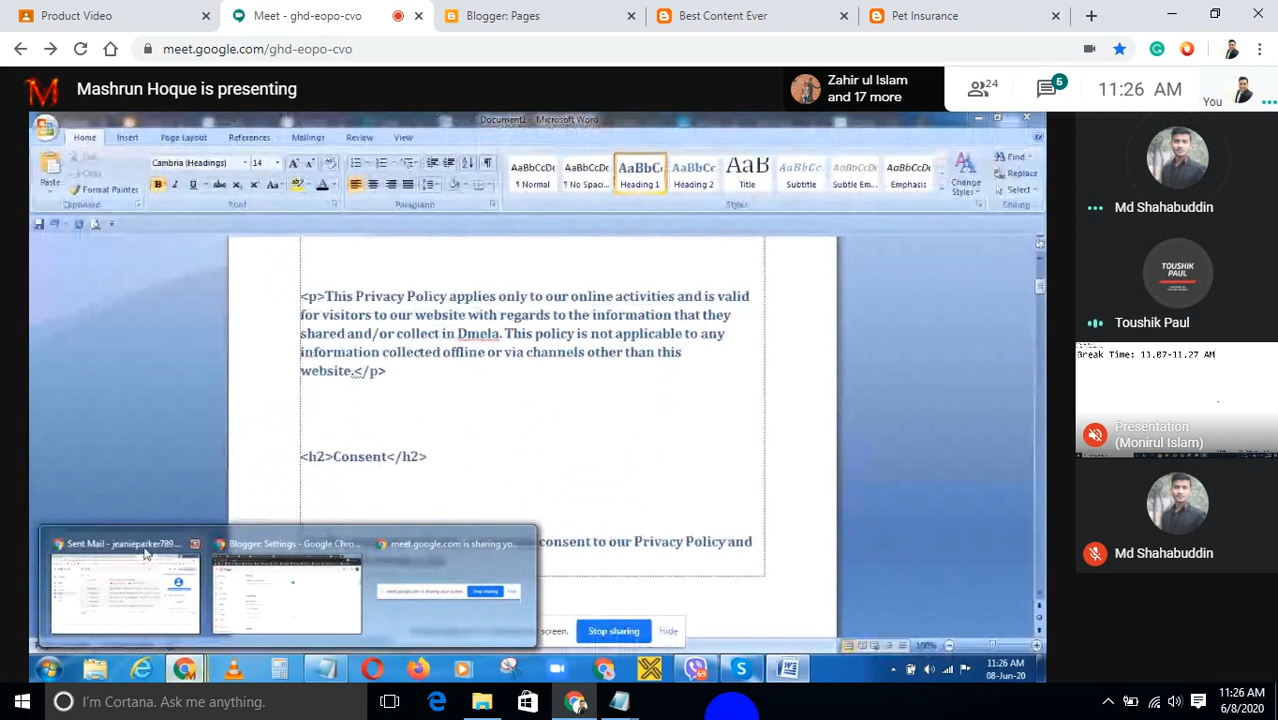 Product Video
Meet - ghd-eopo-cvo
Blogger: Pages
Best Content Ever
Pet Insurance
meet.google.com/ghd-eopo-cvo
Mashrun Hoque is presenting
Zahir ul Islam
and 17 more
24
5
11:26 AM
You
Document1 - Microsoft Word
Home
Insert
Page Layout
References
Mailings
Review
View
Paste
Format Painter
Clipboard
Cambria (Headings)
14
Font
Paragraph
AaBbCcDc
¶ Normal
AaBbCcDc
¶ No Spaci...
AaBbC
Heading 1
AaBbCc
Heading 2
AaB
Title
AaBbCc
Subtitle
AaBbCcDc
Subtle Em...
AaBbCcDc
Emphasis
Styles
Change
Styles
Find
Replace
Select
Editing
<p>This Privacy Policy applies only to our online activities and is valid
for visitors to our website with regards to the information that they
shared and/or collect in Dmela. This policy is not applicable to any
information collected offline or via channels other than this
website.</p>
<h2>Consent</h2>
consent to our Privacy Policy and
Sent Mail - jeanieparker789...
Blogger: Settings - Google Chro...
meet.google.com is sharing yo...
Stop sharing
screen.
Stop sharing
Hide
100%
69
11:26 AM
08-Jun-20
Md Shahabuddin
TOUSHIK
PAUL
Toushik Paul
Break Time: 11.07-11.27 AM
Presentation
(Monirul Islam)
Md Shahabuddin
I'm Cortana. Ask me anything.
11:26 AM
6/8/2020